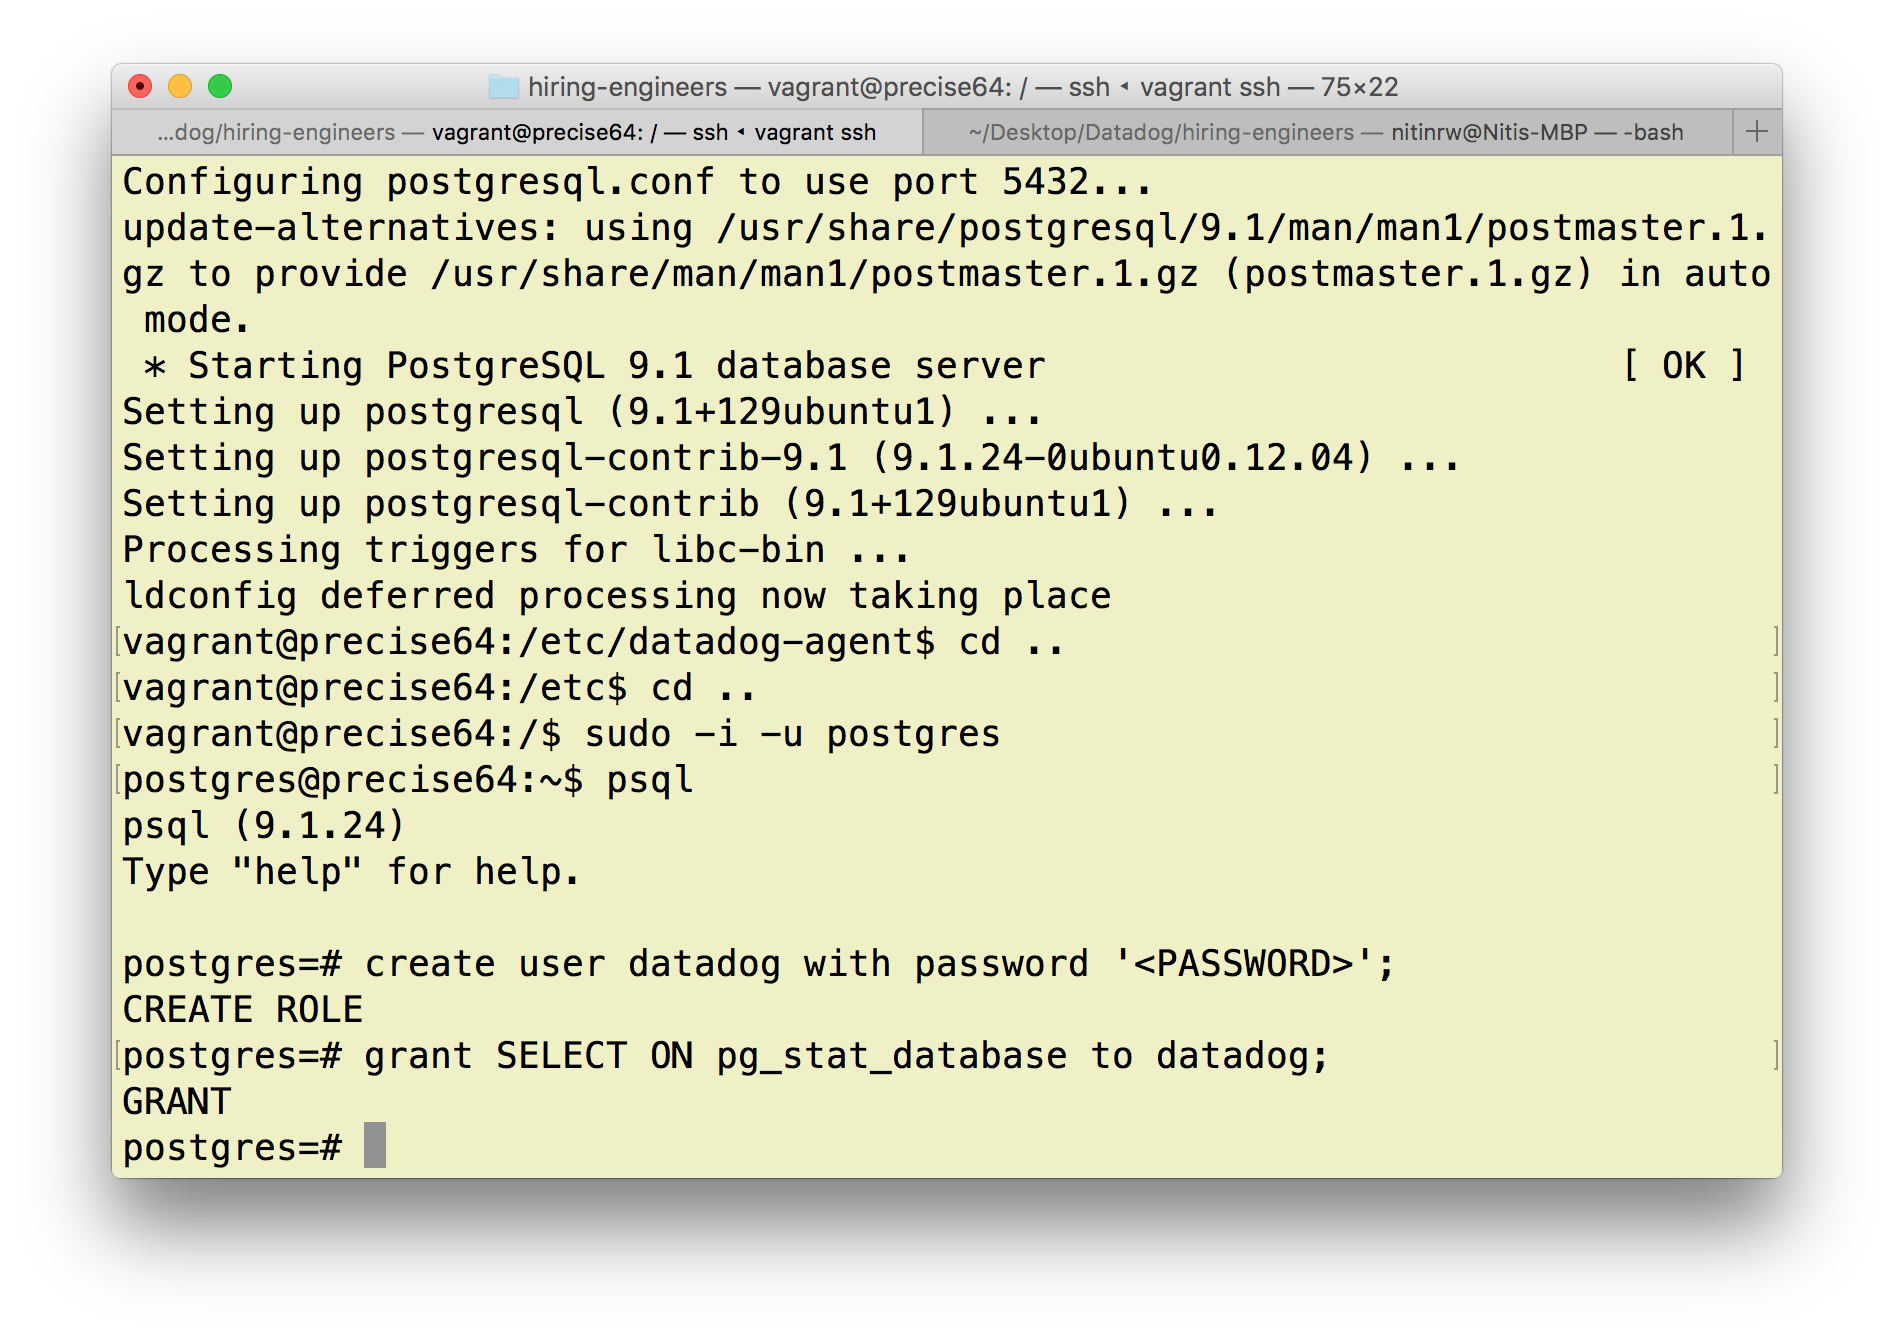 hiring-engineers — vagrant@precise64: / — ssh ◂ vagrant ssh — 75×22
...dog/hiring-engineers — vagrant@precise64: / — ssh ◂ vagrant ssh
~/Desktop/Datadog/hiring-engineers — nitinrw@Nitis-MBP — -bash
+
Configuring postgresql.conf to use port 5432...
update-alternatives: using /usr/share/postgresql/9.1/man/man1/postmaster.1.
gz to provide /usr/share/man/man1/postmaster.1.gz (postmaster.1.gz) in auto
 mode.
 * Starting PostgreSQL 9.1 database server [ OK ]
Setting up postgresql (9.1+129ubuntu1) ...
Setting up postgresql-contrib-9.1 (9.1.24-0ubuntu0.12.04) ...
Setting up postgresql-contrib (9.1+129ubuntu1) ...
Processing triggers for libc-bin ...
ldconfig deferred processing now taking place
[vagrant@precise64:/etc/datadog-agent$ cd .. ]
[vagrant@precise64:/etc$ cd .. ]
[vagrant@precise64:/$ sudo -i -u postgres ]
[postgres@precise64:~$ psql ]
psql (9.1.24)
Type "help" for help.
postgres=# create user datadog with password '<PASSWORD>';
CREATE ROLE
[postgres=# grant SELECT ON pg_stat_database to datadog; ]
GRANT
postgres=#